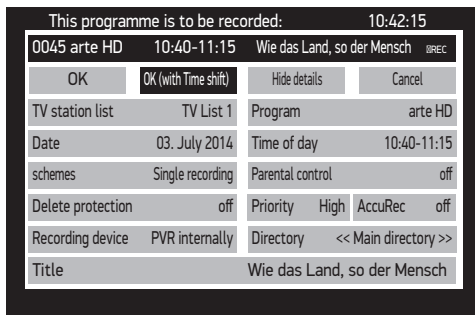 This programme is to be recorded: 10:42:15
0045 arte HD 10:40-11:15 Wie das Land, so der Mensch REC
OK OK (with Time shift) Hide details Cancel
TV station list TV List 1 Program arte HD
Date 03. July 2014 Time of day 10:40-11:15
schemes Single recording Parental control off
Delete protection off Priority High AccuRec off
Recording device PVR internally Directory << Main directory >>
Title Wie das Land, so der Mensch